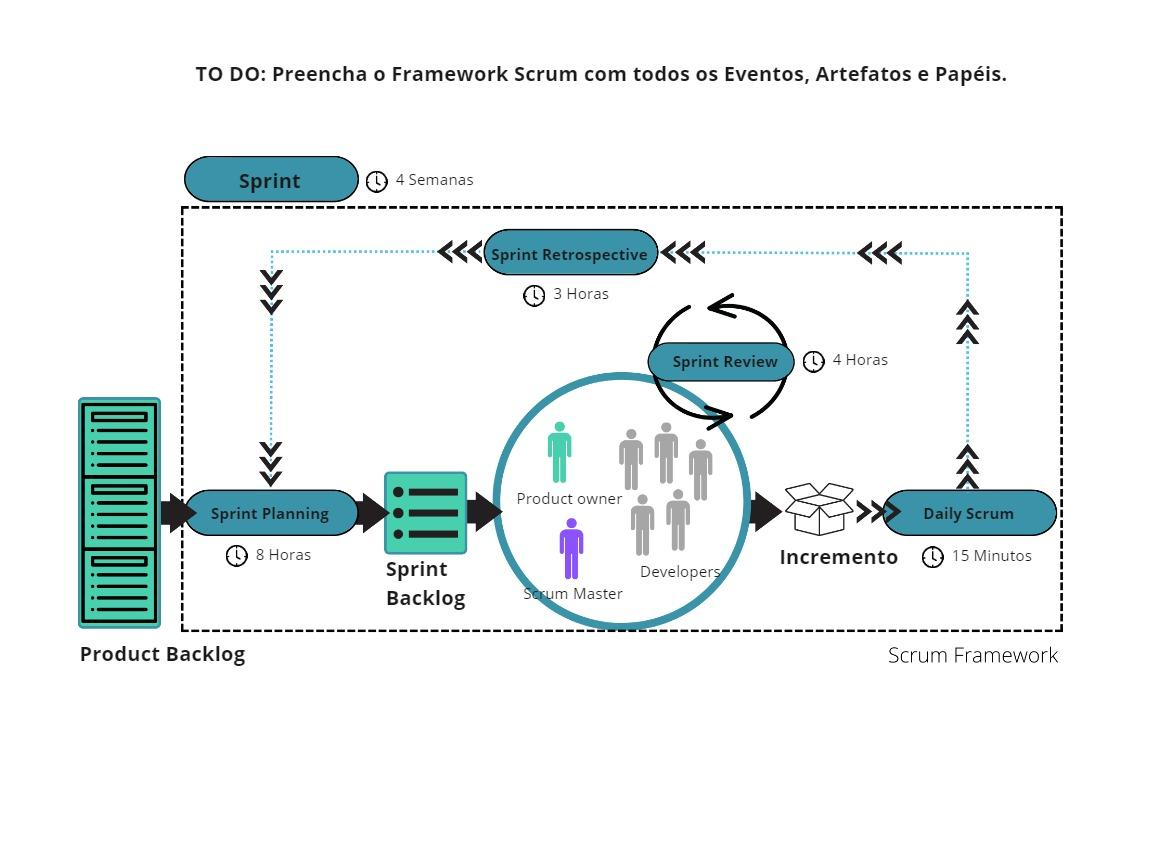 TO DO: Preencha o Framework Scrum com todos os Eventos, Artefatos e Papéis.
Sprint
4 Semanas
Sprint Retrospective
3 Horas
Sprint Review
4 Horas
Product owner
Sprint Planning
Daily Scrum
8 Horas
Incremento
15 Minutos
Sprint
Backlog
Developers
Scrum Master
Product Backlog
Scrum Framework